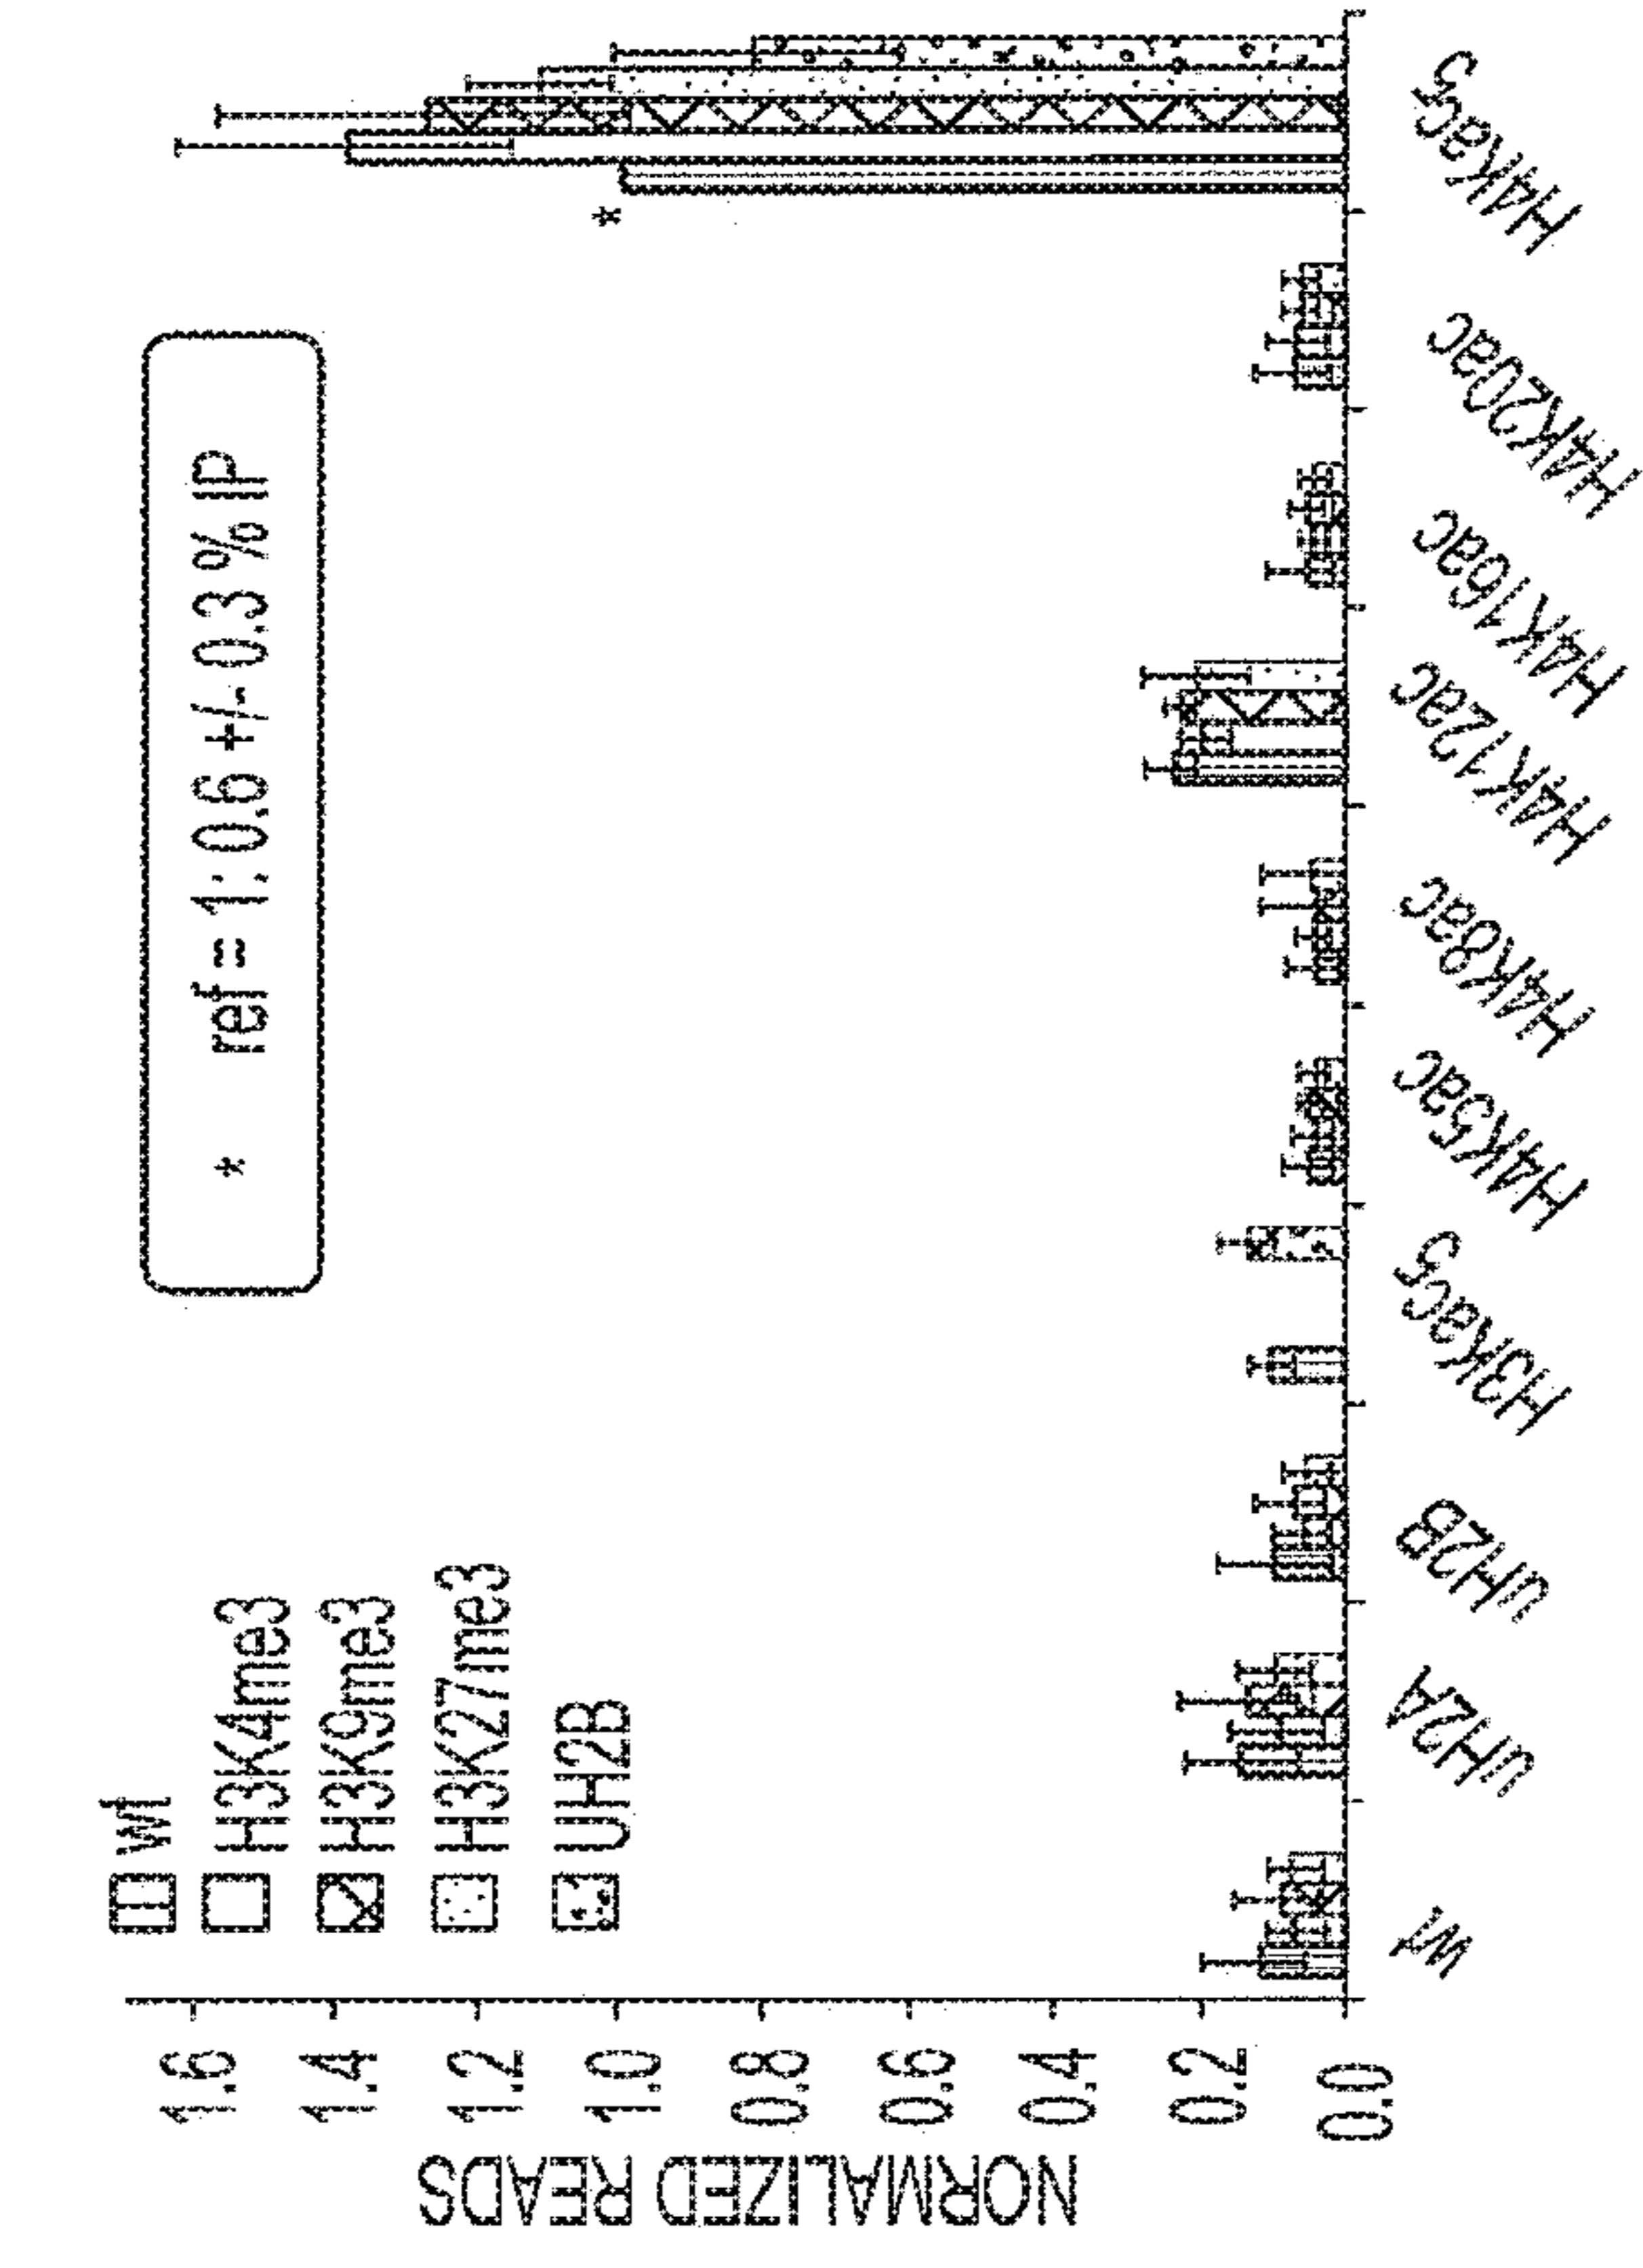 wt
H3K4me3
H3K9me3
H3K27me3
UH2B
* ref = 1: 0.6 +/- 0.3 % IP
NORMALIZED READS
1.6
1.4
1.2
1.0
0.8
0.6
0.4
0.2
0.0
*
wt
uH2A
uH2B
H3Kac5
H4K5ac
H4K8ac
H4K12ac
H4K16ac
H4K20ac
H4Kac5